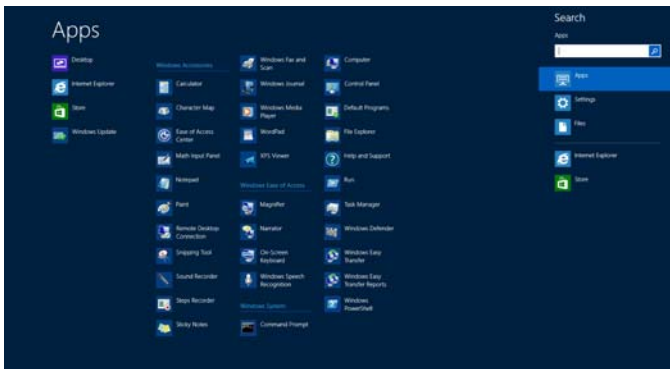 Apps
Desktop
Internet Explorer
Store
Windows Update
Windows Accessories
Calculator
Character Map
Ease of Access
Center
Math Input Panel
Notepad
Paint
Remote Desktop
Connection
Snipping Tool
Sound Recorder
Steps Recorder
Sticky Notes
Windows Fax and
Scan
Windows Journal
Windows Media
Player
WordPad
XPS Viewer
Windows Ease of Access
Magnifier
Narrator
On-Screen
Keyboard
Windows Speech
Recognition
Windows System
Command Prompt
Computer
Control Panel
Default Programs
File Explorer
Help and Support
Run
Task Manager
Windows Defender
Windows Easy
Transfer
Windows Easy
Transfer Reports
Windows
PowerShell
Search
Apps
Apps
Settings
Files
Internet Explorer
Store